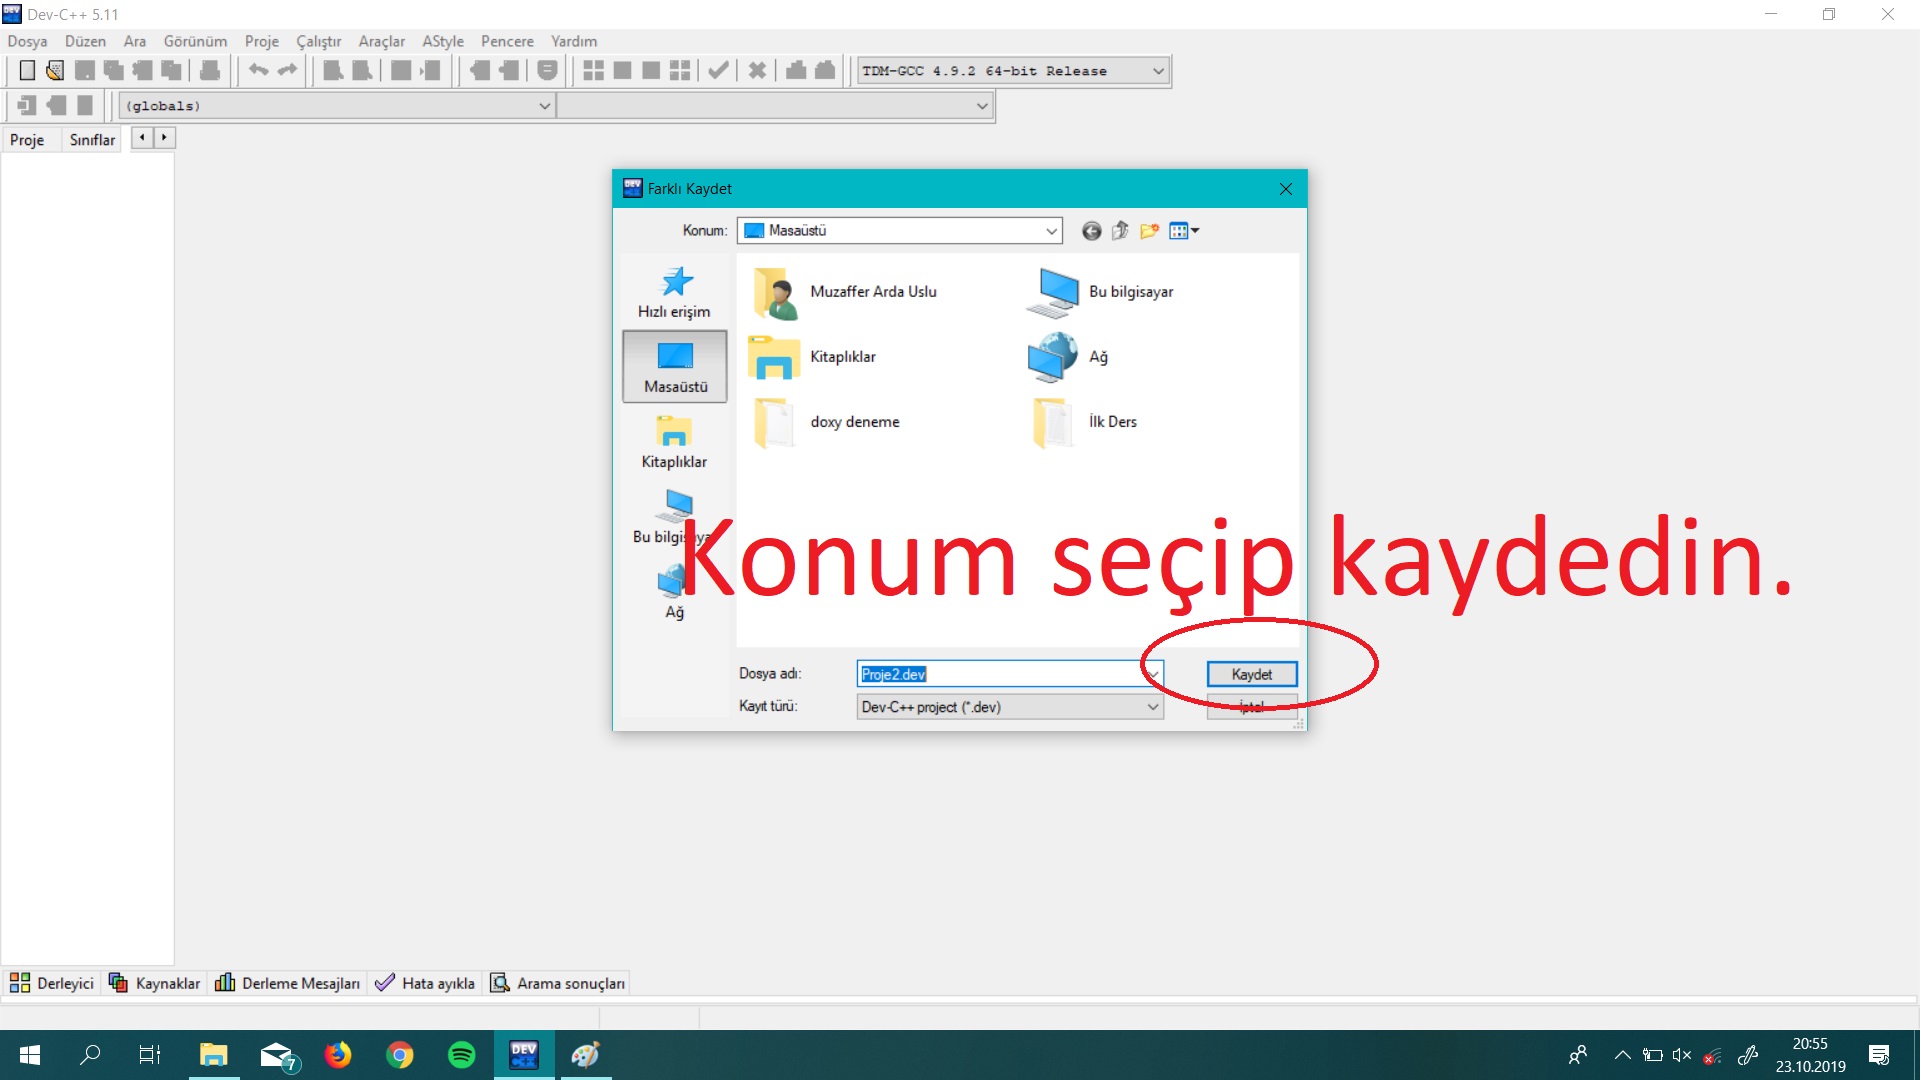 Dev-C++ 5.11
Dosya Düzen Ara Görünüm Proje Çalıştır Araçlar AStyle Pencere Yardım
TDM-GCC 4.9.2 64-bit Release
(globals)
Proje Sınıflar
Farklı Kaydet
Konum: Masaüstü
Hızlı erişim
Masaüstü
Kitaplıklar
Bu bilgisaya
Ağ
Muzaffer Arda Uslu
Bu bilgisayar
Kitaplıklar
Ağ
doxy deneme
İlk Ders
Konum seçip kaydedin.
Dosya adı: Proje2.dev Kaydet
Kayıt türü: Dev-C++ project (*.dev) İptal
Derleyici Kaynaklar Derleme Mesajları Hata ayıkla Arama sonuçları
7
DEV C++
20:55
23.10.2019